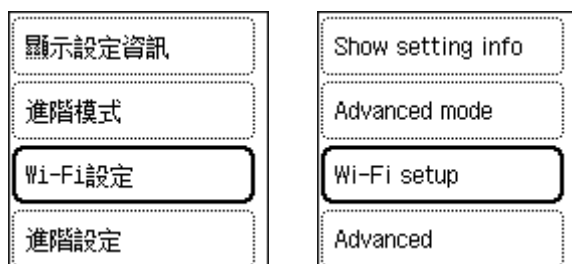 顯示設定資訊
進階模式
Wi-Fi設定
進階設定
Show setting info
Advanced mode
Wi-Fi setup
Advanced